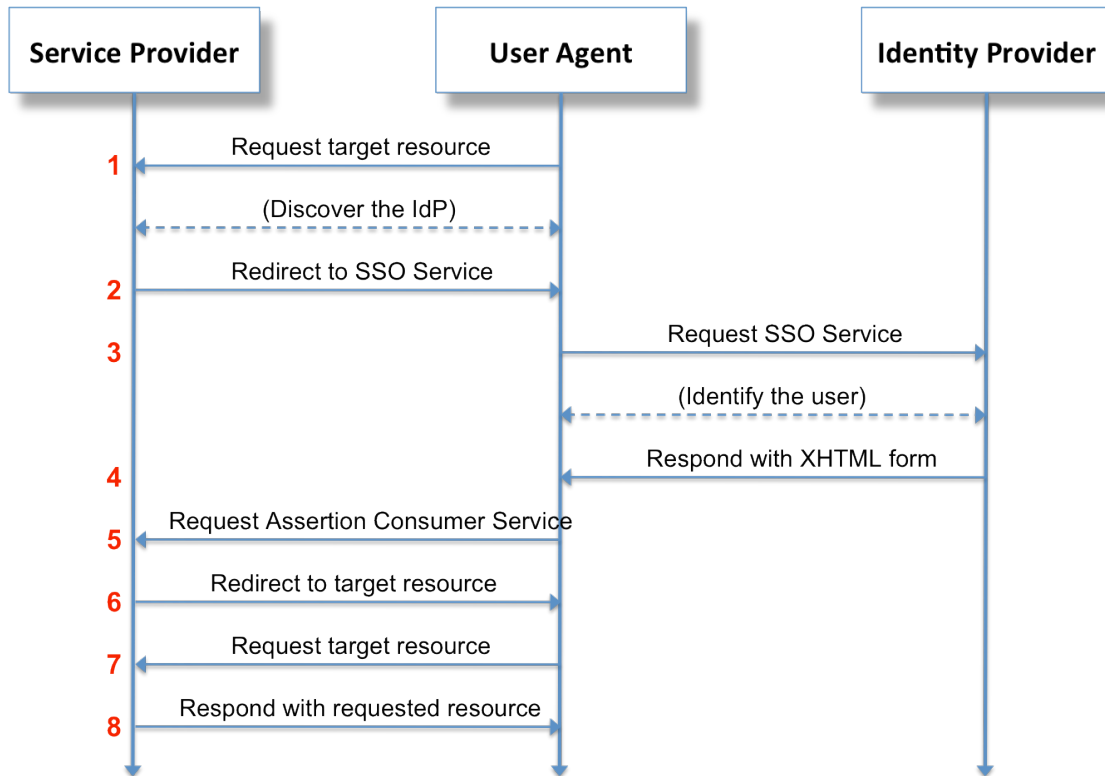 Service Provider
User Agent
Identity Provider
1
Request target resource
(Discover the IdP)
2
Redirect to SSO Service
3
Request SSO Service
(Identify the user)
4
Respond with XHTML form
5
Request Assertion Consumer Service
6
Redirect to target resource
7
Request target resource
8
Respond with requested resource